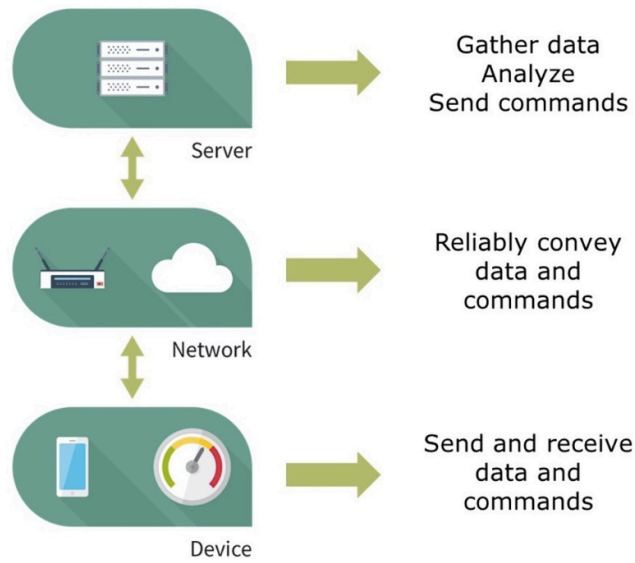 Server
Gather data
Analyze
Send commands
Network
Reliably convey
data and
commands
Device
Send and receive
data and
commands